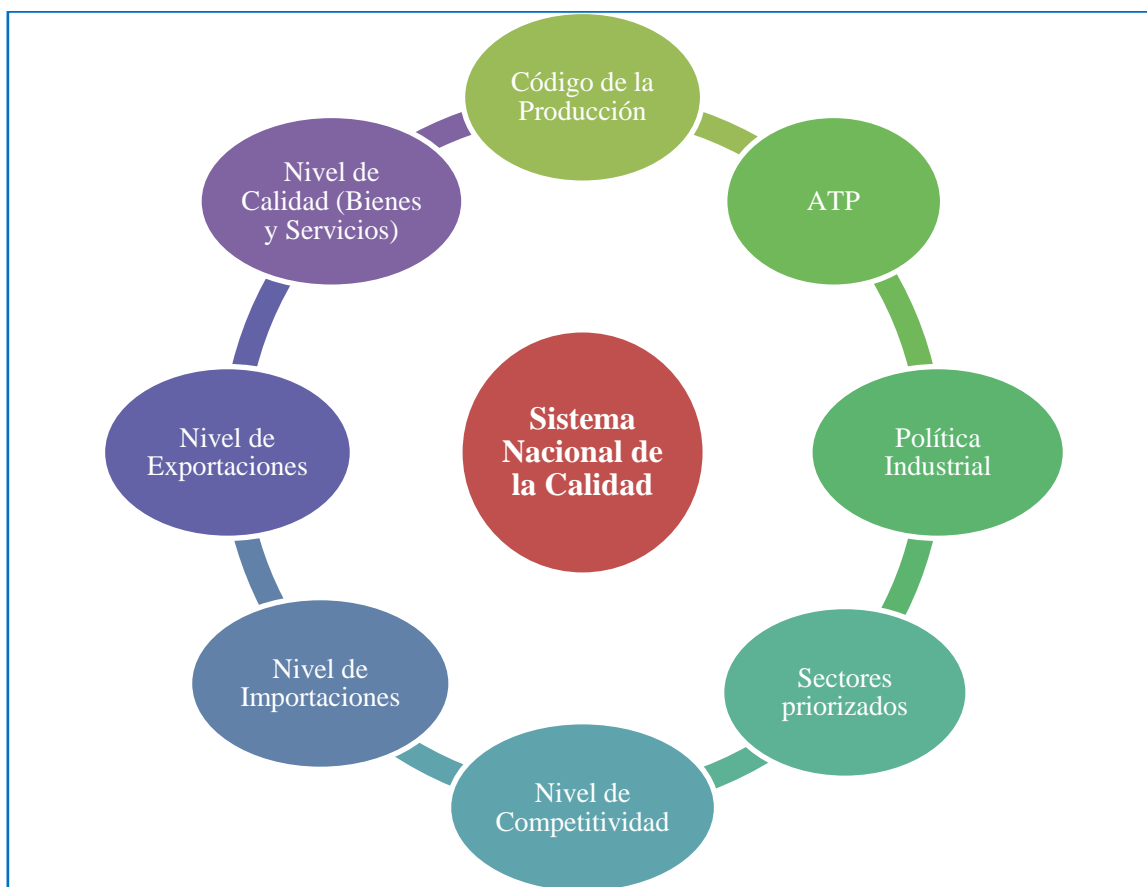 Código de la
Producción
ATP
Política
Industrial
Sectores
priorizados
Nivel de
Competitividad
Nivel de
Importaciones
Nivel de
Exportaciones
Nivel de
Calidad (Bienes
y Servicios)
Sistema
Nacional de
la Calidad